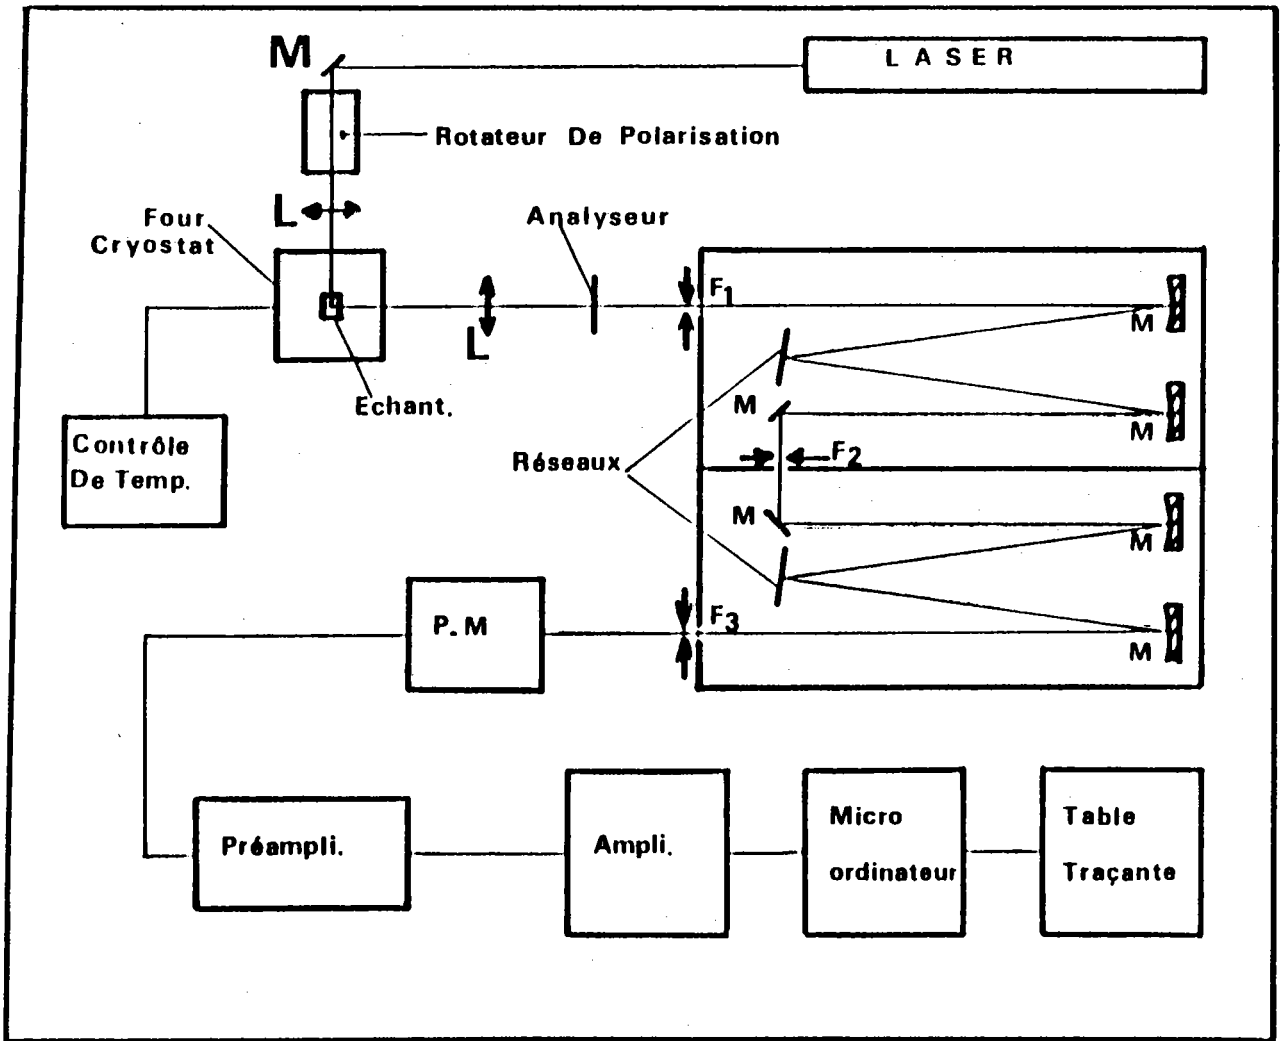 M
L A S E R
Rotateur De Polarisation
L
Four
Cryostat
Analyseur
F1
M
L
Echant.
M
M
Contrôle
De Temp.
Réseaux
F2
M
M
P.M
F3
M
Préampli.
Ampli.
Micro
ordinateur
Table
Traçante